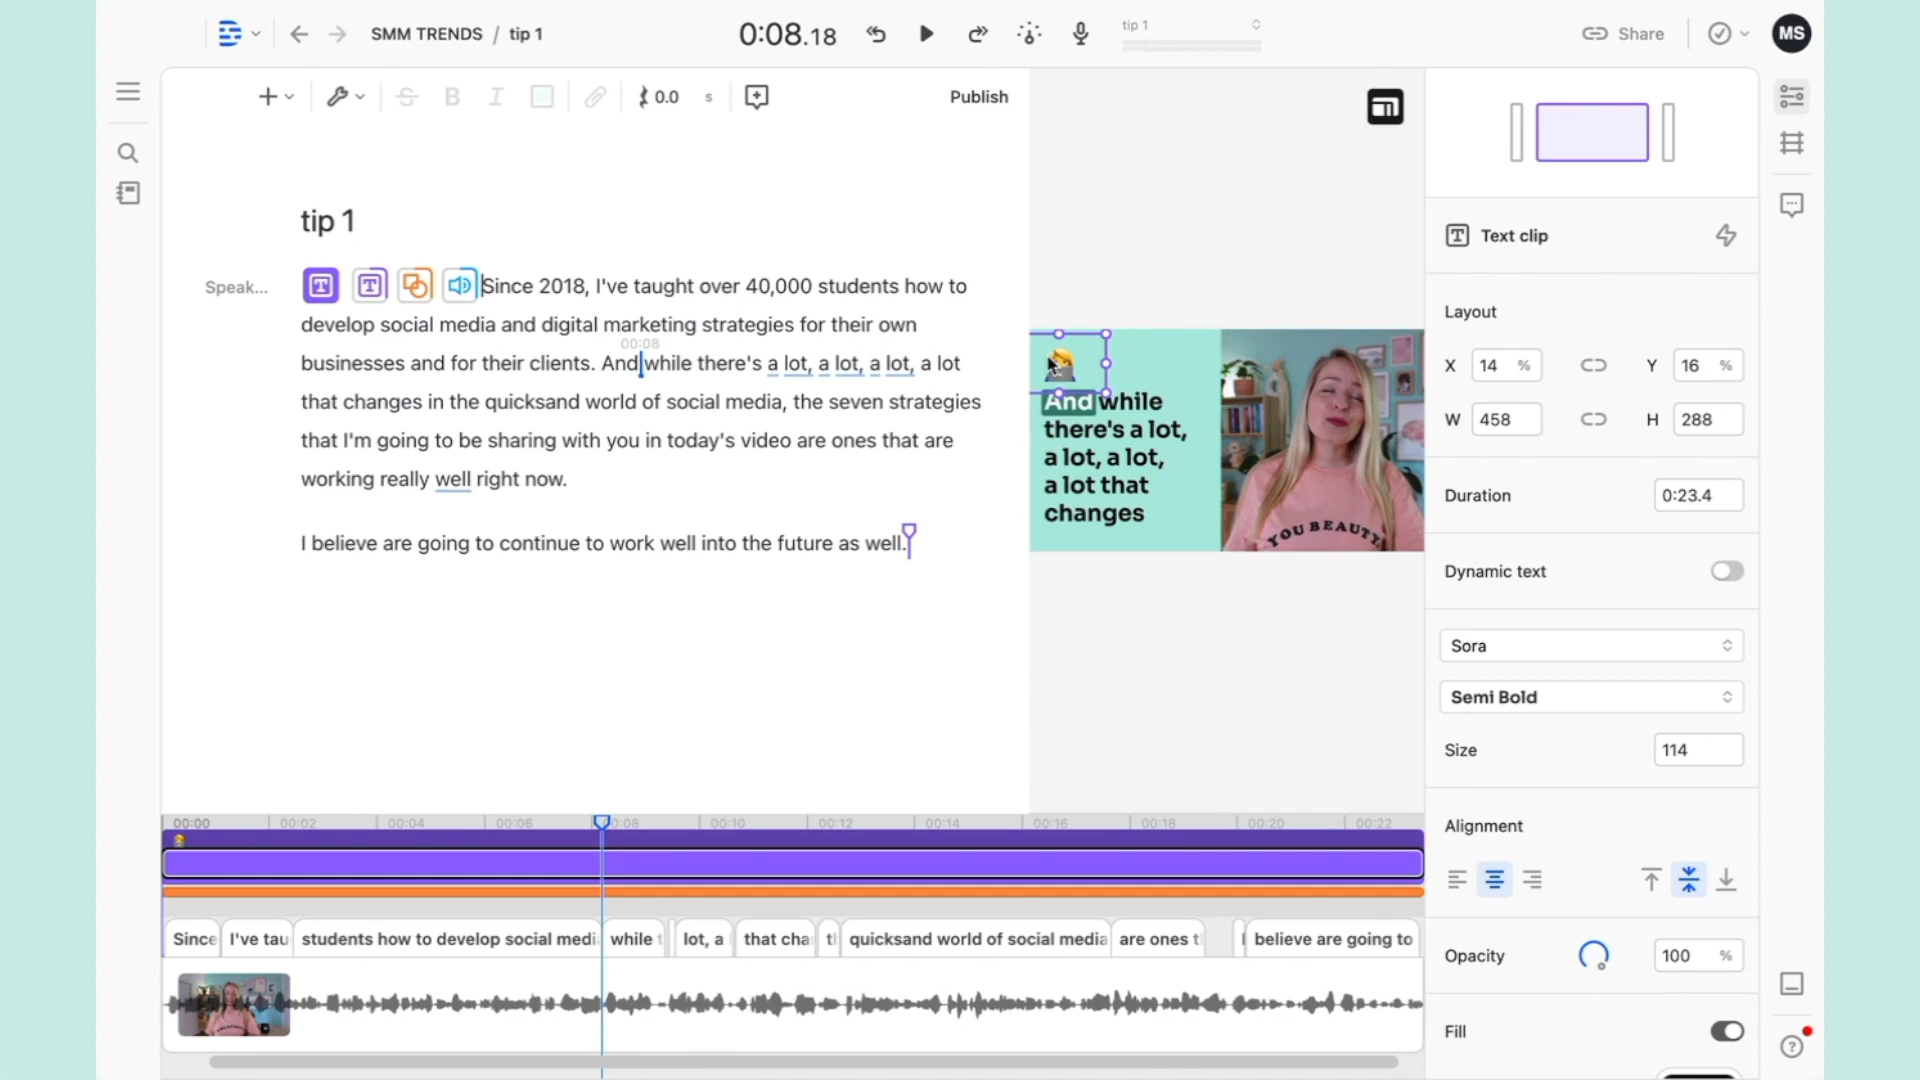 SMM TRENDS / tip 1
0:08.18
tip 1
Share
MS
0.0 s
Publish
tip 1
Speak...
Since 2018, I've taught over 40,000 students how to
develop social media and digital marketing strategies for their own
00:08
businesses and for their clients. And while there's a lot, a lot, a lot, a lot
that changes in the quicksand world of social media, the seven strategies
that I'm going to be sharing with you in today's video are ones that are
working really well right now.
I believe are going to continue to work well into the future as well.
And while
there's a lot,
a lot, a lot,
a lot that
changes
YOU BEAUTY,
Text clip
Layout
X 14 % Y 16 %
W 458 H 288
Duration 0:23.4
Dynamic text
Sora
Semi Bold
Size 114
Alignment
Opacity 100 %
Fill
00:00 00:02 00:04 00:06 00:08 00:10 00:12 00:14 00:16 00:18 00:20 00:22
Since I've tau students how to develop social medi while t lot, a that cha tl quicksand world of social media are ones t believe are going to